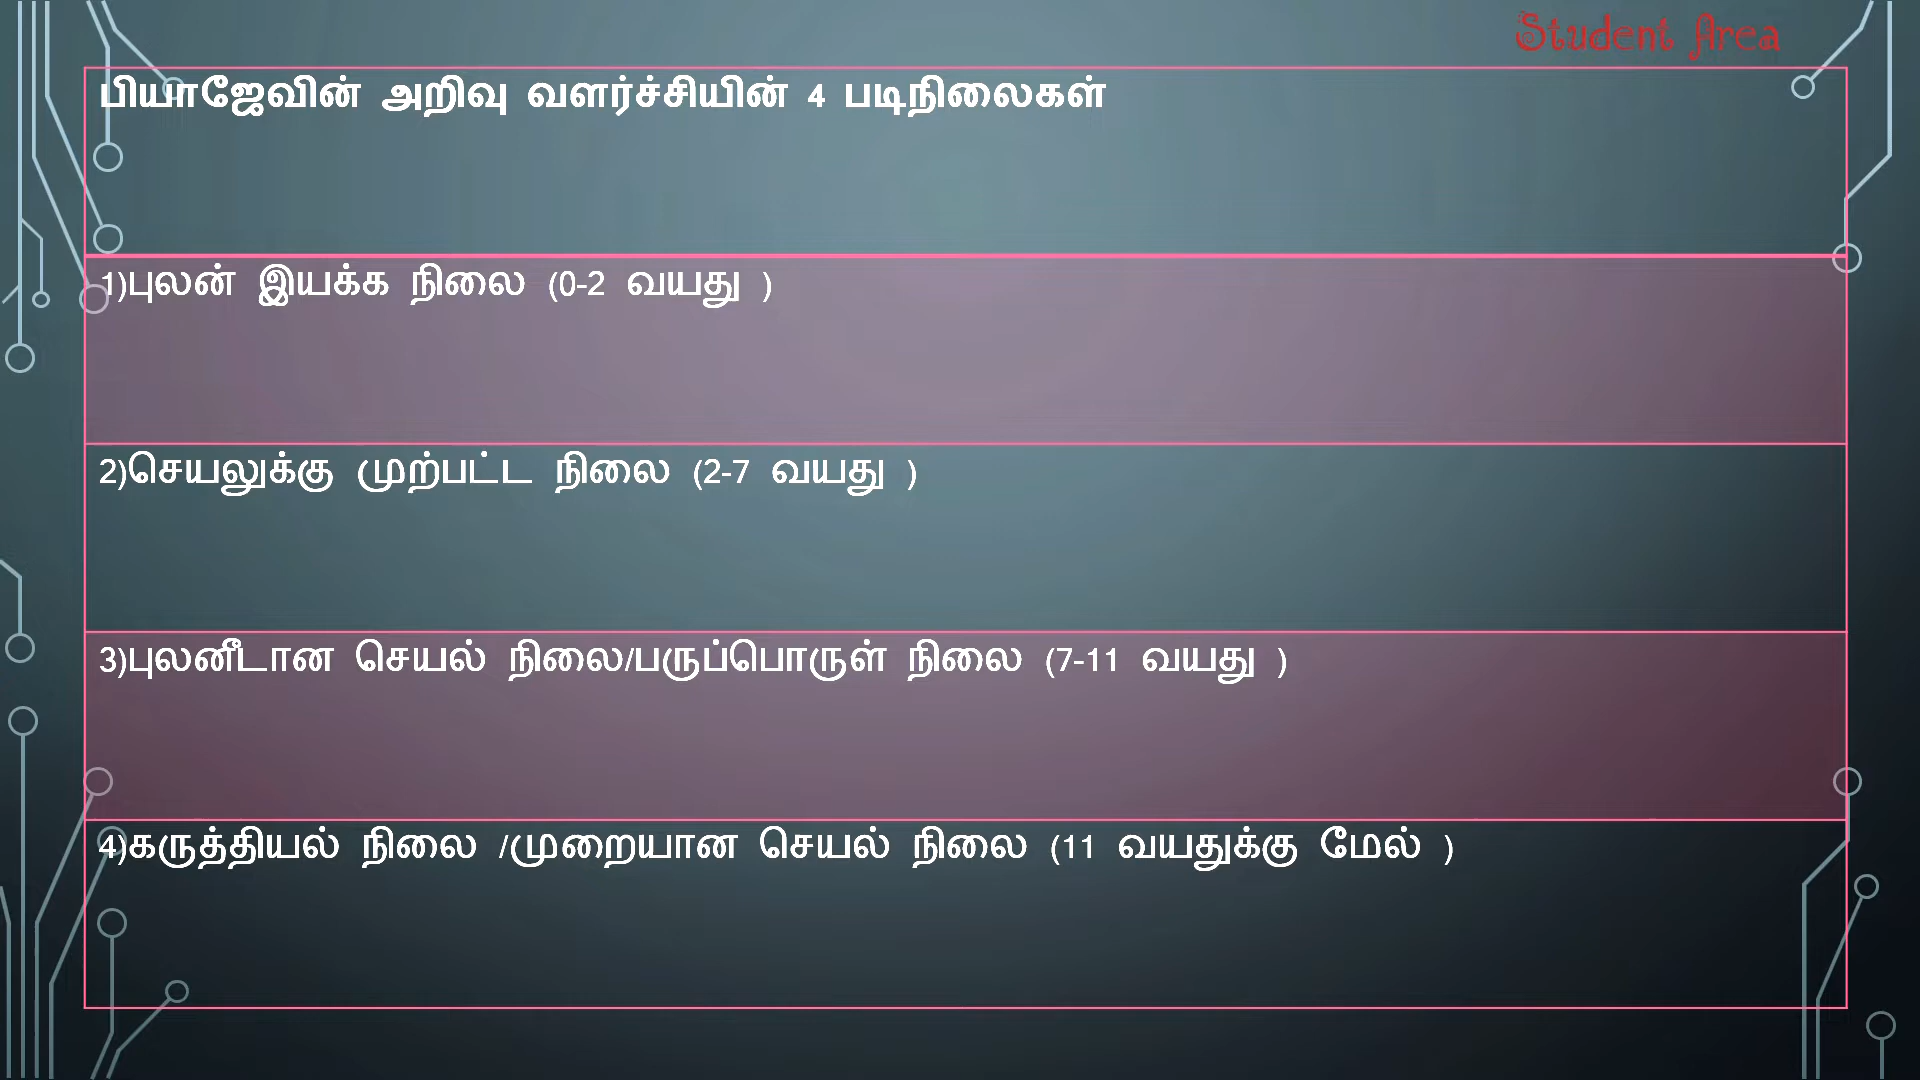 Student Area
பியாஜேவின் அறிவு வளர்ச்சியின் 4 படிநிலைகள்
1)புலன் இயக்க நிலை (0-2 வயது )
2)செயலுக்கு முற்பட்ட நிலை (2-7 வயது )
3)புலனீடான செயல் நிலை/பருப்பொருள் நிலை (7-11 வயது )
4)கருத்தியல் நிலை /முறையான செயல் நிலை (11 வயதுக்கு மேல் )